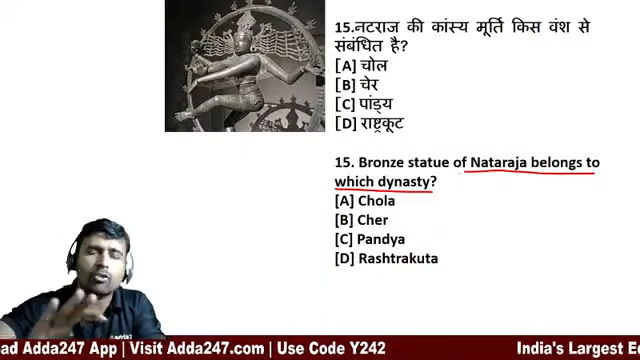 15.नटराज की कांस्य मूर्ति किस वंश से
संबंधित है?
[A] चोल
[B] चेर
[C] पांड्य
[D] राष्ट्रकूट
15. Bronze statue of Nataraja belongs to
which dynasty?
[A] Chola
[B] Cher
[C] Pandya
[D] Rashtrakuta
ad Adda247 App | Visit Adda247.com | Use Code Y242
India's Largest E